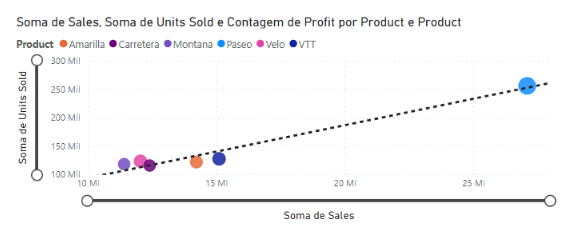 Soma de Sales, Soma de Units Sold e Contagem de Profit por Product e Product
Product Amarilla Carretera Montana Paseo Velo VTT
Soma de Units Sold
300 Mil
250 Mil
200 Mil
150 Mil
100 Mil
10 Mi 15 Mi 20 Mi 25 Mi
Soma de Sales